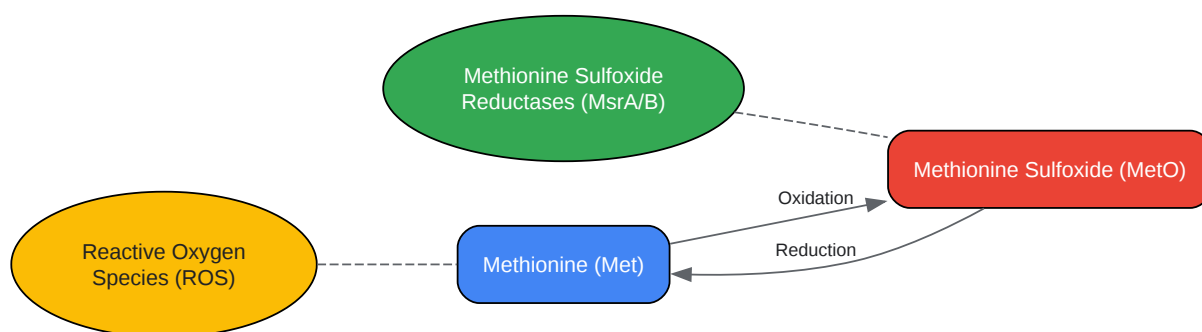 Methionine Sulfoxide
Reductases (MsrA/B)
Methionine Sulfoxide (MetO)
Oxidation
Reduction
Reactive Oxygen
Species (ROS)
Methionine (Met)